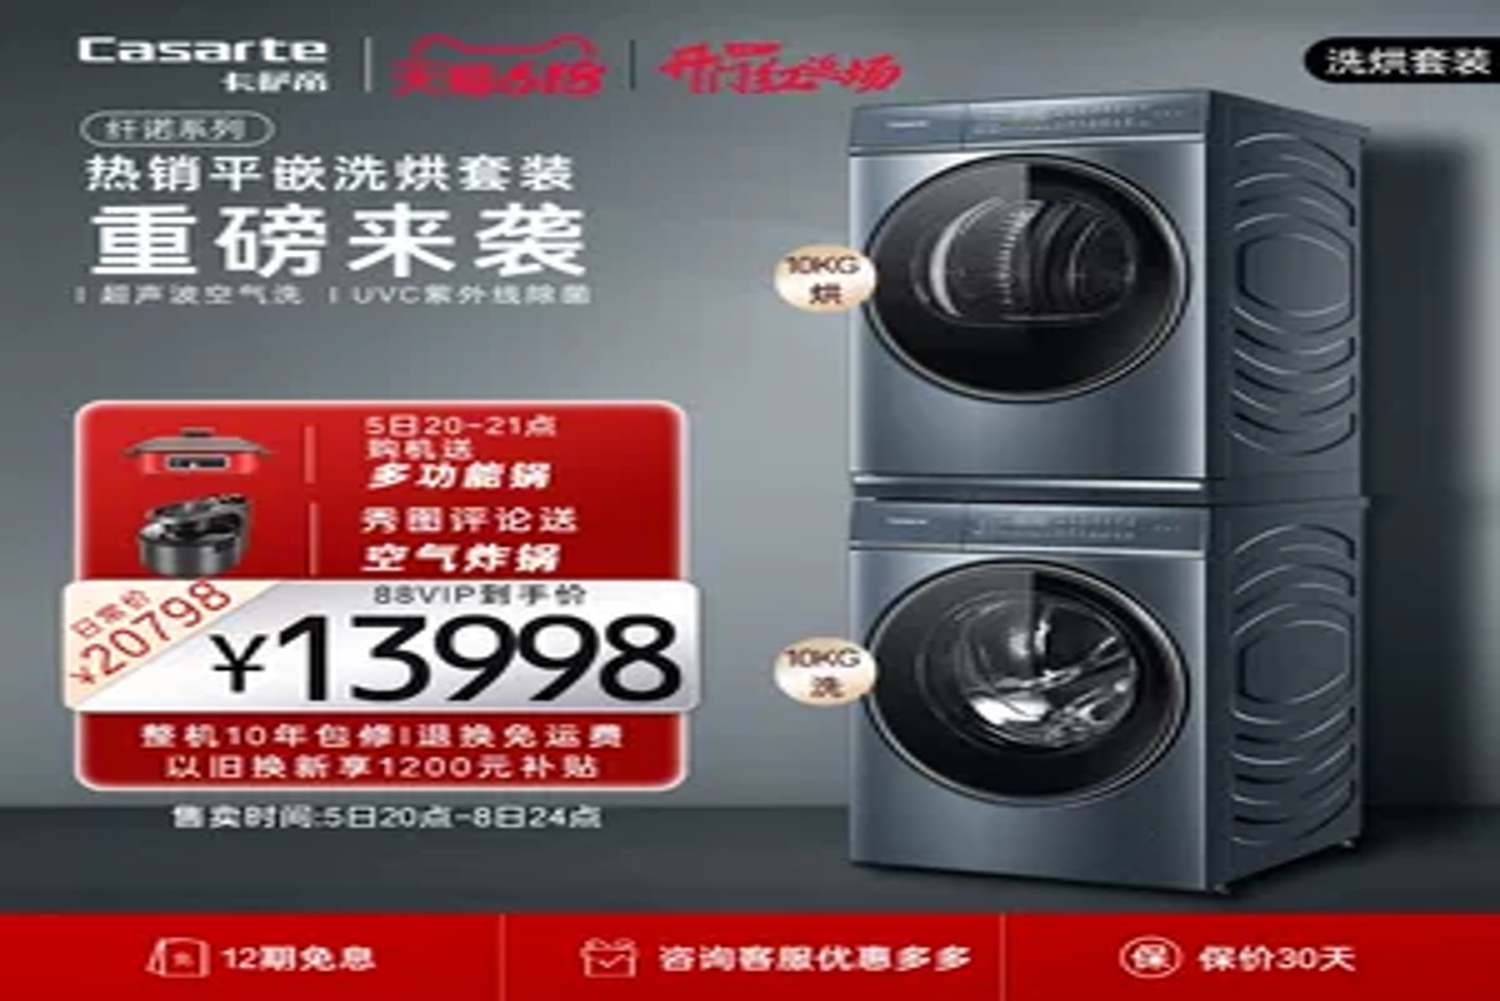 Casarte
卡萨帝
天猫618
开门红会场
洗烘套装
纤诺系列
热销平嵌洗烘套装
重磅来袭
超声波空气洗 UVC紫外线除菌
10KG
烘
5日20-21点
购机送
多功能锅
秀图评论送
空气炸锅
日常价
¥20798
88VIP到手价
¥13998
10KG
洗
整机10年包修|退换免运费
以旧换新享1200元补贴
售卖时间:5日20点-8日24点
12期免息
咨询客服优惠多多
保 保价30天